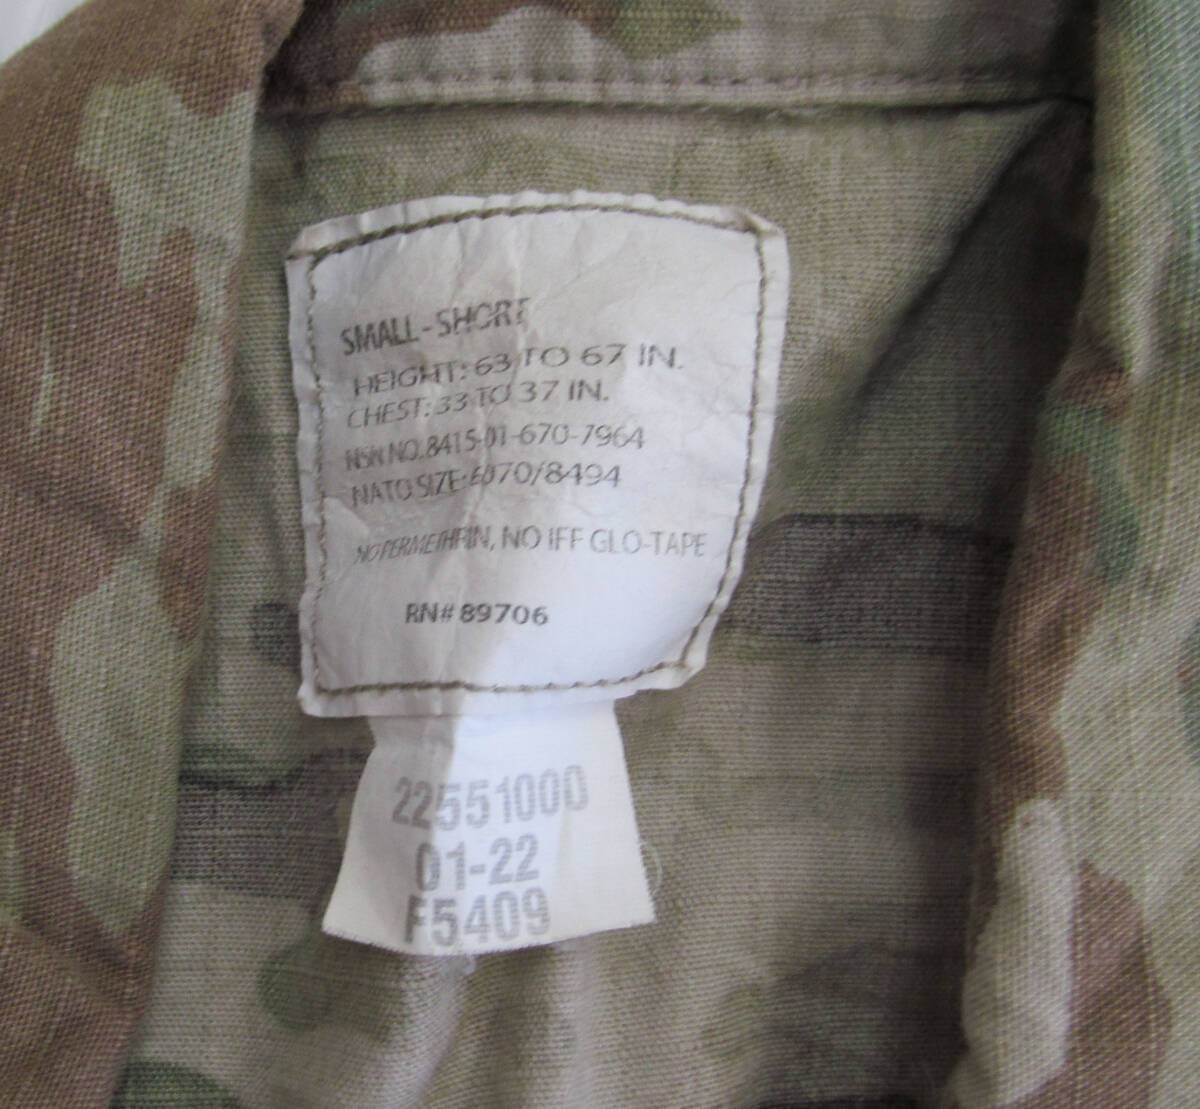 SMALL-SHORT
HEIGHT: 63 TO 67 IN.
CHEST: 33 TO 37 IN.
NSN NO. 8415-01-670-7964
NATO SIZE: 6070/8494
NO PERMETHRIN, NO IFF GLO-TAPE
RN# 89706
22551000
01-22
F5409